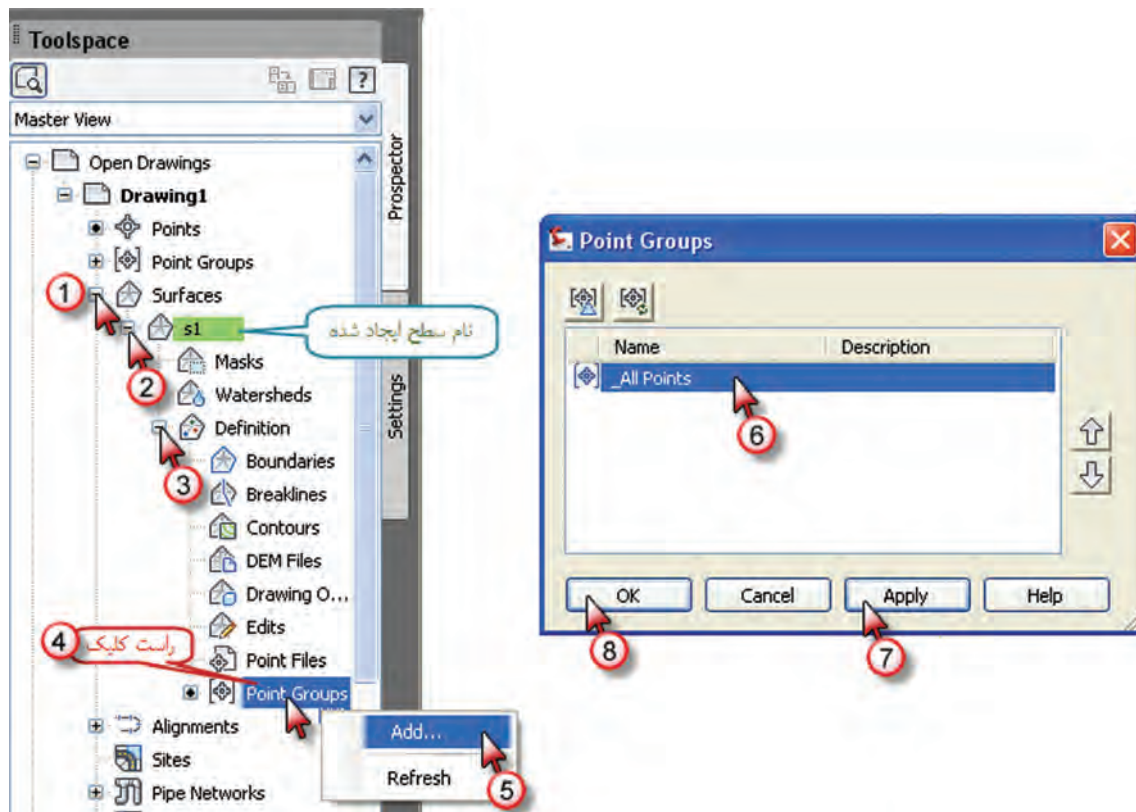 Toolspace
?
Master View
Prospector
Settings
Open Drawings
Drawing1
Points
Point Groups
1
Surfaces
s1
نام سطح ایجاد شده
2
Masks
Watersheds
Definition
3
Boundaries
Breaklines
Contours
DEM Files
Drawing O...
Edits
4
راست کلیک
Point Files
Point Groups
Add...
5
Refresh
Alignments
Sites
Pipe Networks
Point Groups
Name Description
_All Points
6
OK Cancel Apply Help
8
7